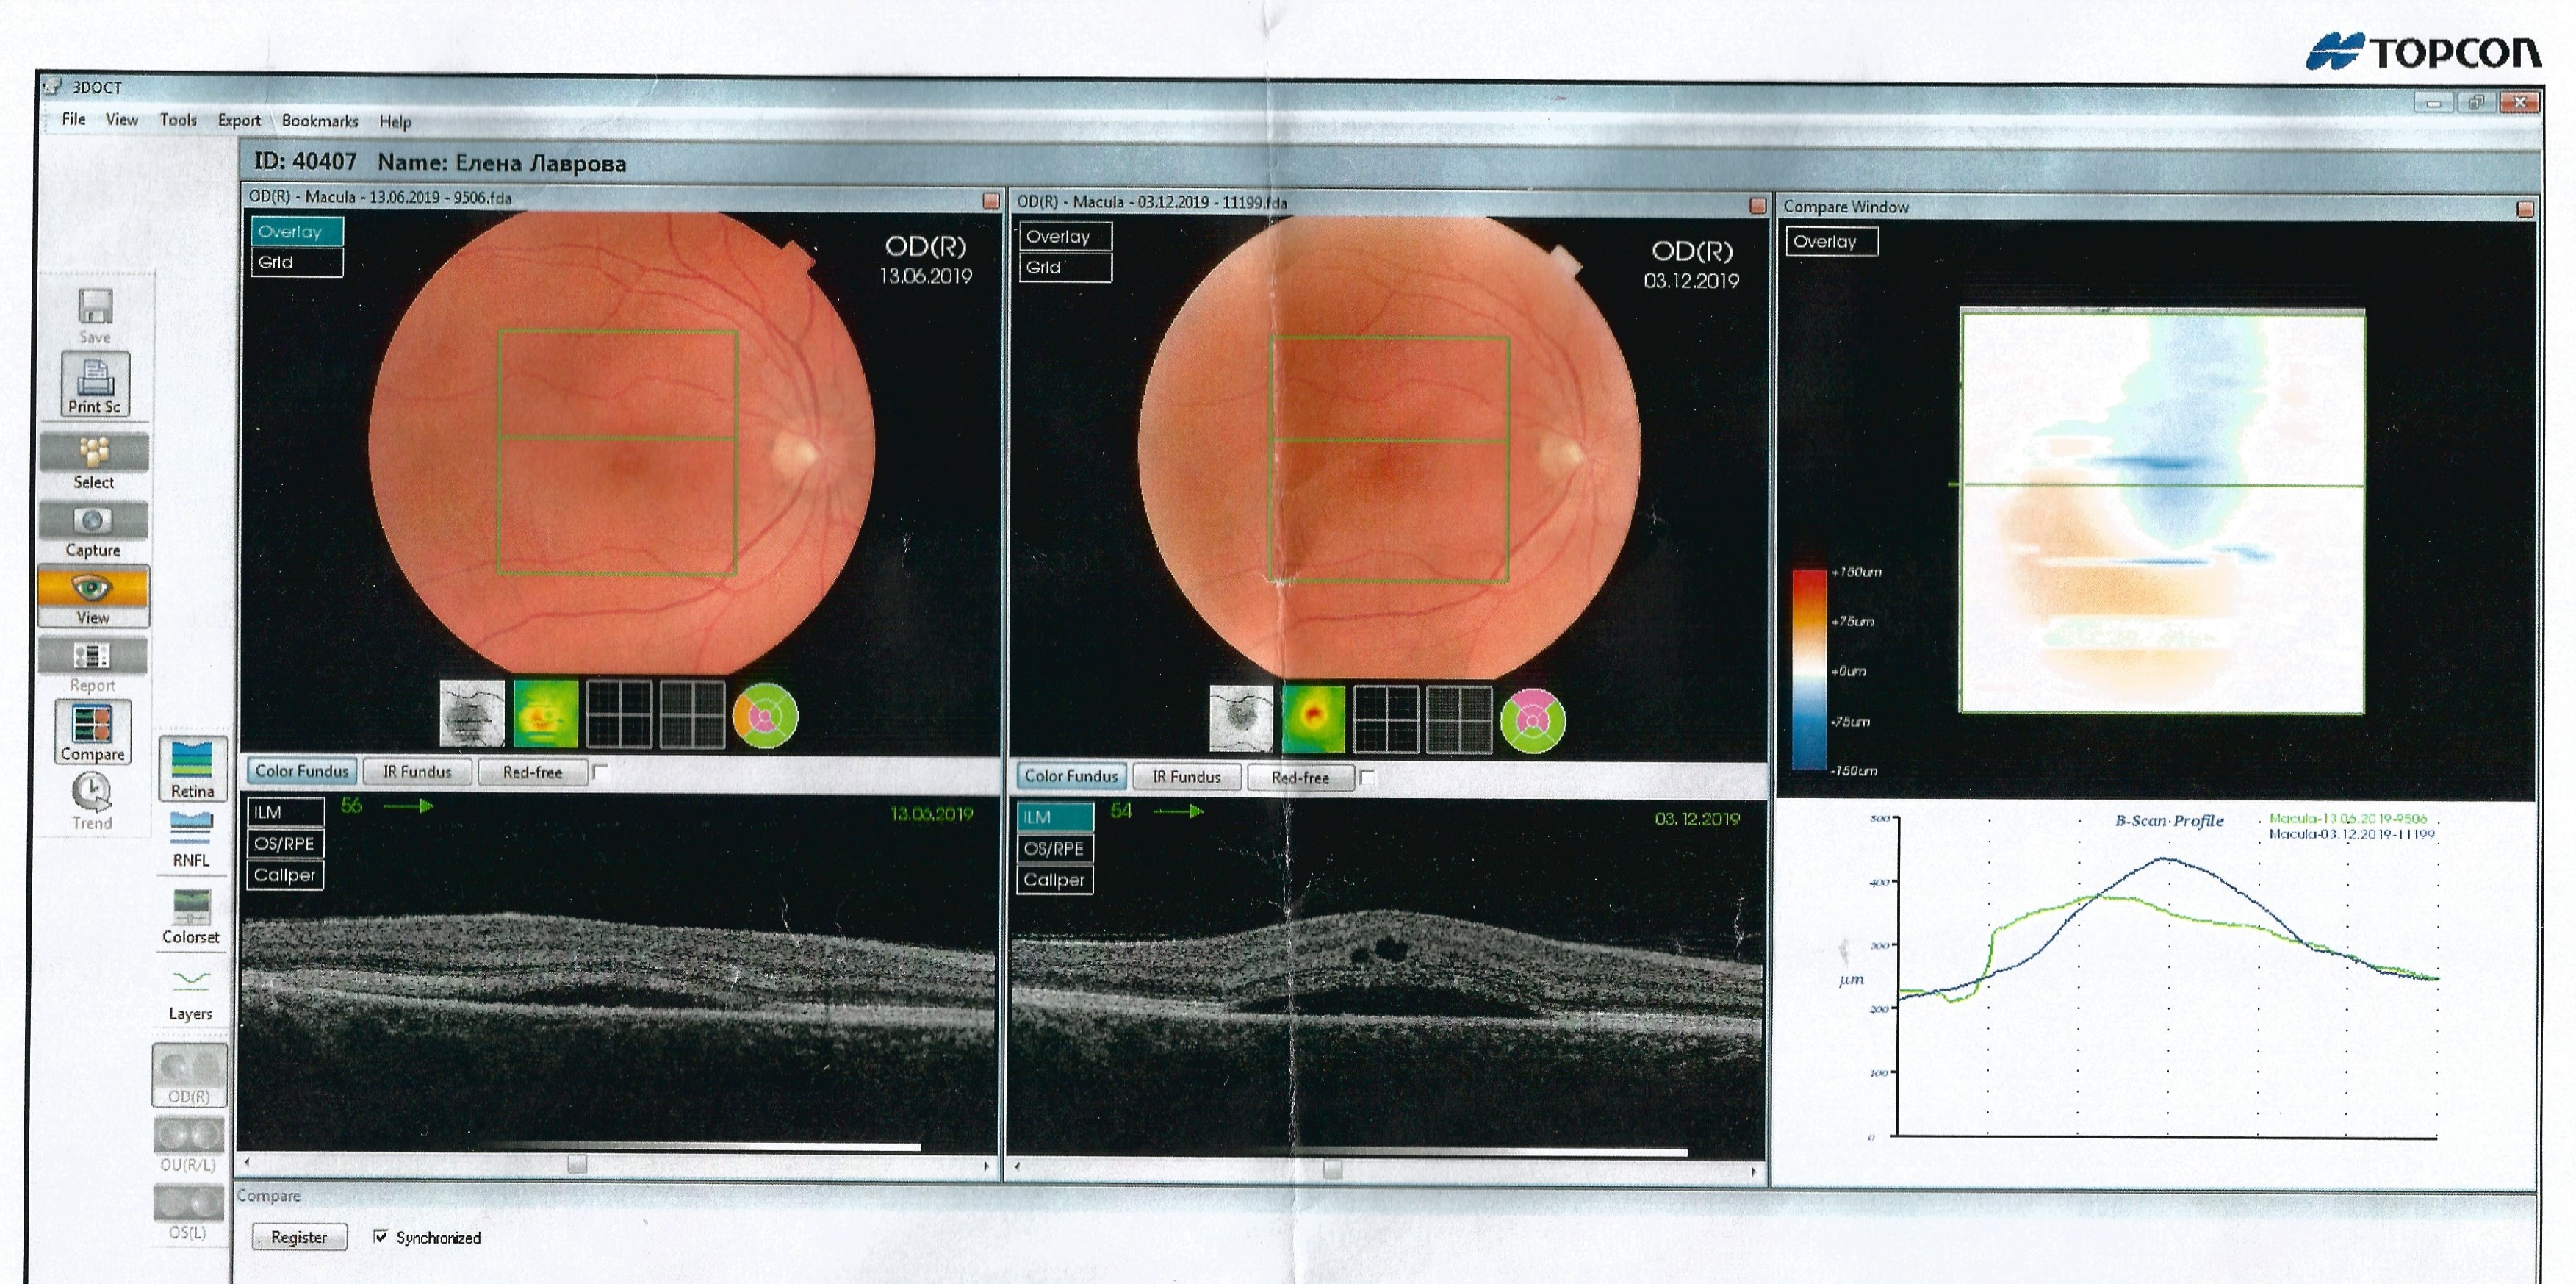 TOPCON
3DOCT
File View Tools Export Bookmarks Help
ID: 40407 Name: Елена Лаврова
OD(R) - Macula - 13.06.2019 - 9506.fda
OD(R) - Macula - 03.12.2019 - 11199.fda
Compare Window
Overlay
Grid
OD(R)
13.06.2019
Overlay
Grid
OD(R)
03.12.2019
Overlay
+150um
+75um
+0um
-75um
-150um
Save
Print Sc
Select
Capture
View
Report
Compare
Trend
Retina
RNFL
Colorset
Layers
OD(R)
OU(R/L)
OS(L)
Color Fundus IR Fundus Red-free
Color Fundus IR Fundus Red-free
ILM 56 13.06.2019
OS/RPE
Caliper
ILM 54 03.12.2019
OS/RPE
Caliper
B-Scan Profile
Macula-13.06.2019-9506
Macula-03.12.2019-11199
500
400
300
μm
200
100
0
Compare
Register Synchronized